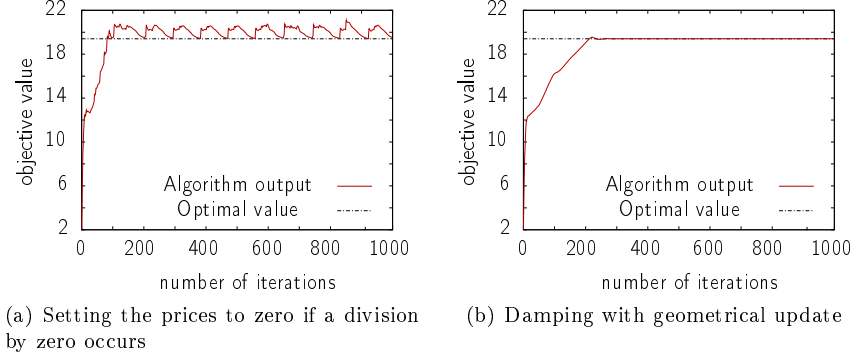 22
18
14
10
6
2
objective value
Algorithm output
Optimal value
0 200 400 600 800 1000
number of iterations
(a) Setting the prices to zero if a division
by zero occurs
22
18
14
10
6
2
objective value
Algorithm output
Optimal value
0 200 400 600 800 1000
number of iterations
(b) Damping with geometrical update